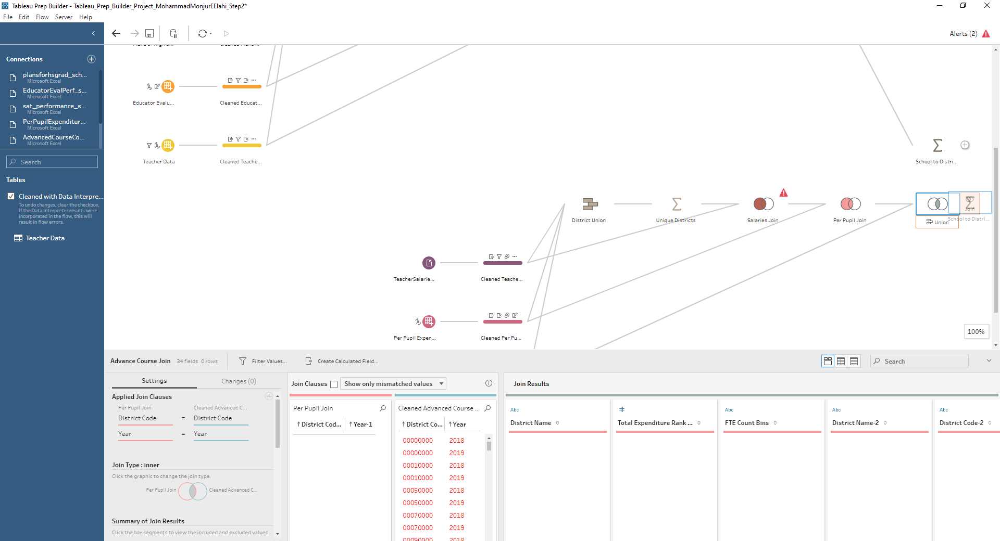 Tableau Prep Builder - Tableau_Prep_Builder_Project_MohammadMonjurEElahi_Step2*
File Edit Flow Server Help
Alerts (2)
Connections
plansforhsgrad_sch...
Microsoft Excel
EducatorEvalPerf_s...
Microsoft Excel
sat_performance_s...
Microsoft Excel
PerPupilExpenditur...
Microsoft Excel
AdvancedCourseCo...
Microsoft Excel
Search
Tables
Cleaned with Data Interpre...
To undo changes, clear the checkbox.
If the Data Interpreter results were
incorporated in the flow, this will
result in flow errors.
Teacher Data
Educator Evalu...
Cleaned Educat...
Teacher Data
Cleaned Teache...
School to Distri...
District Union
Unique Districts
Salaries Join
Per Pupil Join
Join
Union
School to Distri...
TeacherSalarie...
Cleaned Teache...
Per Pupil Expen...
Cleaned Per Pu...
100%
Advance Course Join 34 fields 0 rows
Filter Values...
Create Calculated Field...
Search
Settings
Changes (0)
Applied Join Clauses
Per Pupil Join
Cleaned Advanced C...
District Code = District Code
Year = Year
Join Type : inner
Click the graphic to change the join type.
Per Pupil Join
Cleaned Advanced C...
Summary of Join Results
Click the bar segments to view the included and excluded values.
Join Clauses
Show only mismatched values
Per Pupil Join
District Cod... Year-1
Cleaned Advanced Course ...
District Co... Year
00000000 2018
00000000 2019
00010000 2018
00010000 2019
00050000 2018
00050000 2019
00070000 2018
00070000 2019
00090000 2018
Join Results
Abc
District Name 0
#
Total Expenditure Rank ... 0
Abc
FTE Count Bins 0
Abc
District Name-2 0
Abc
District Code-2 0